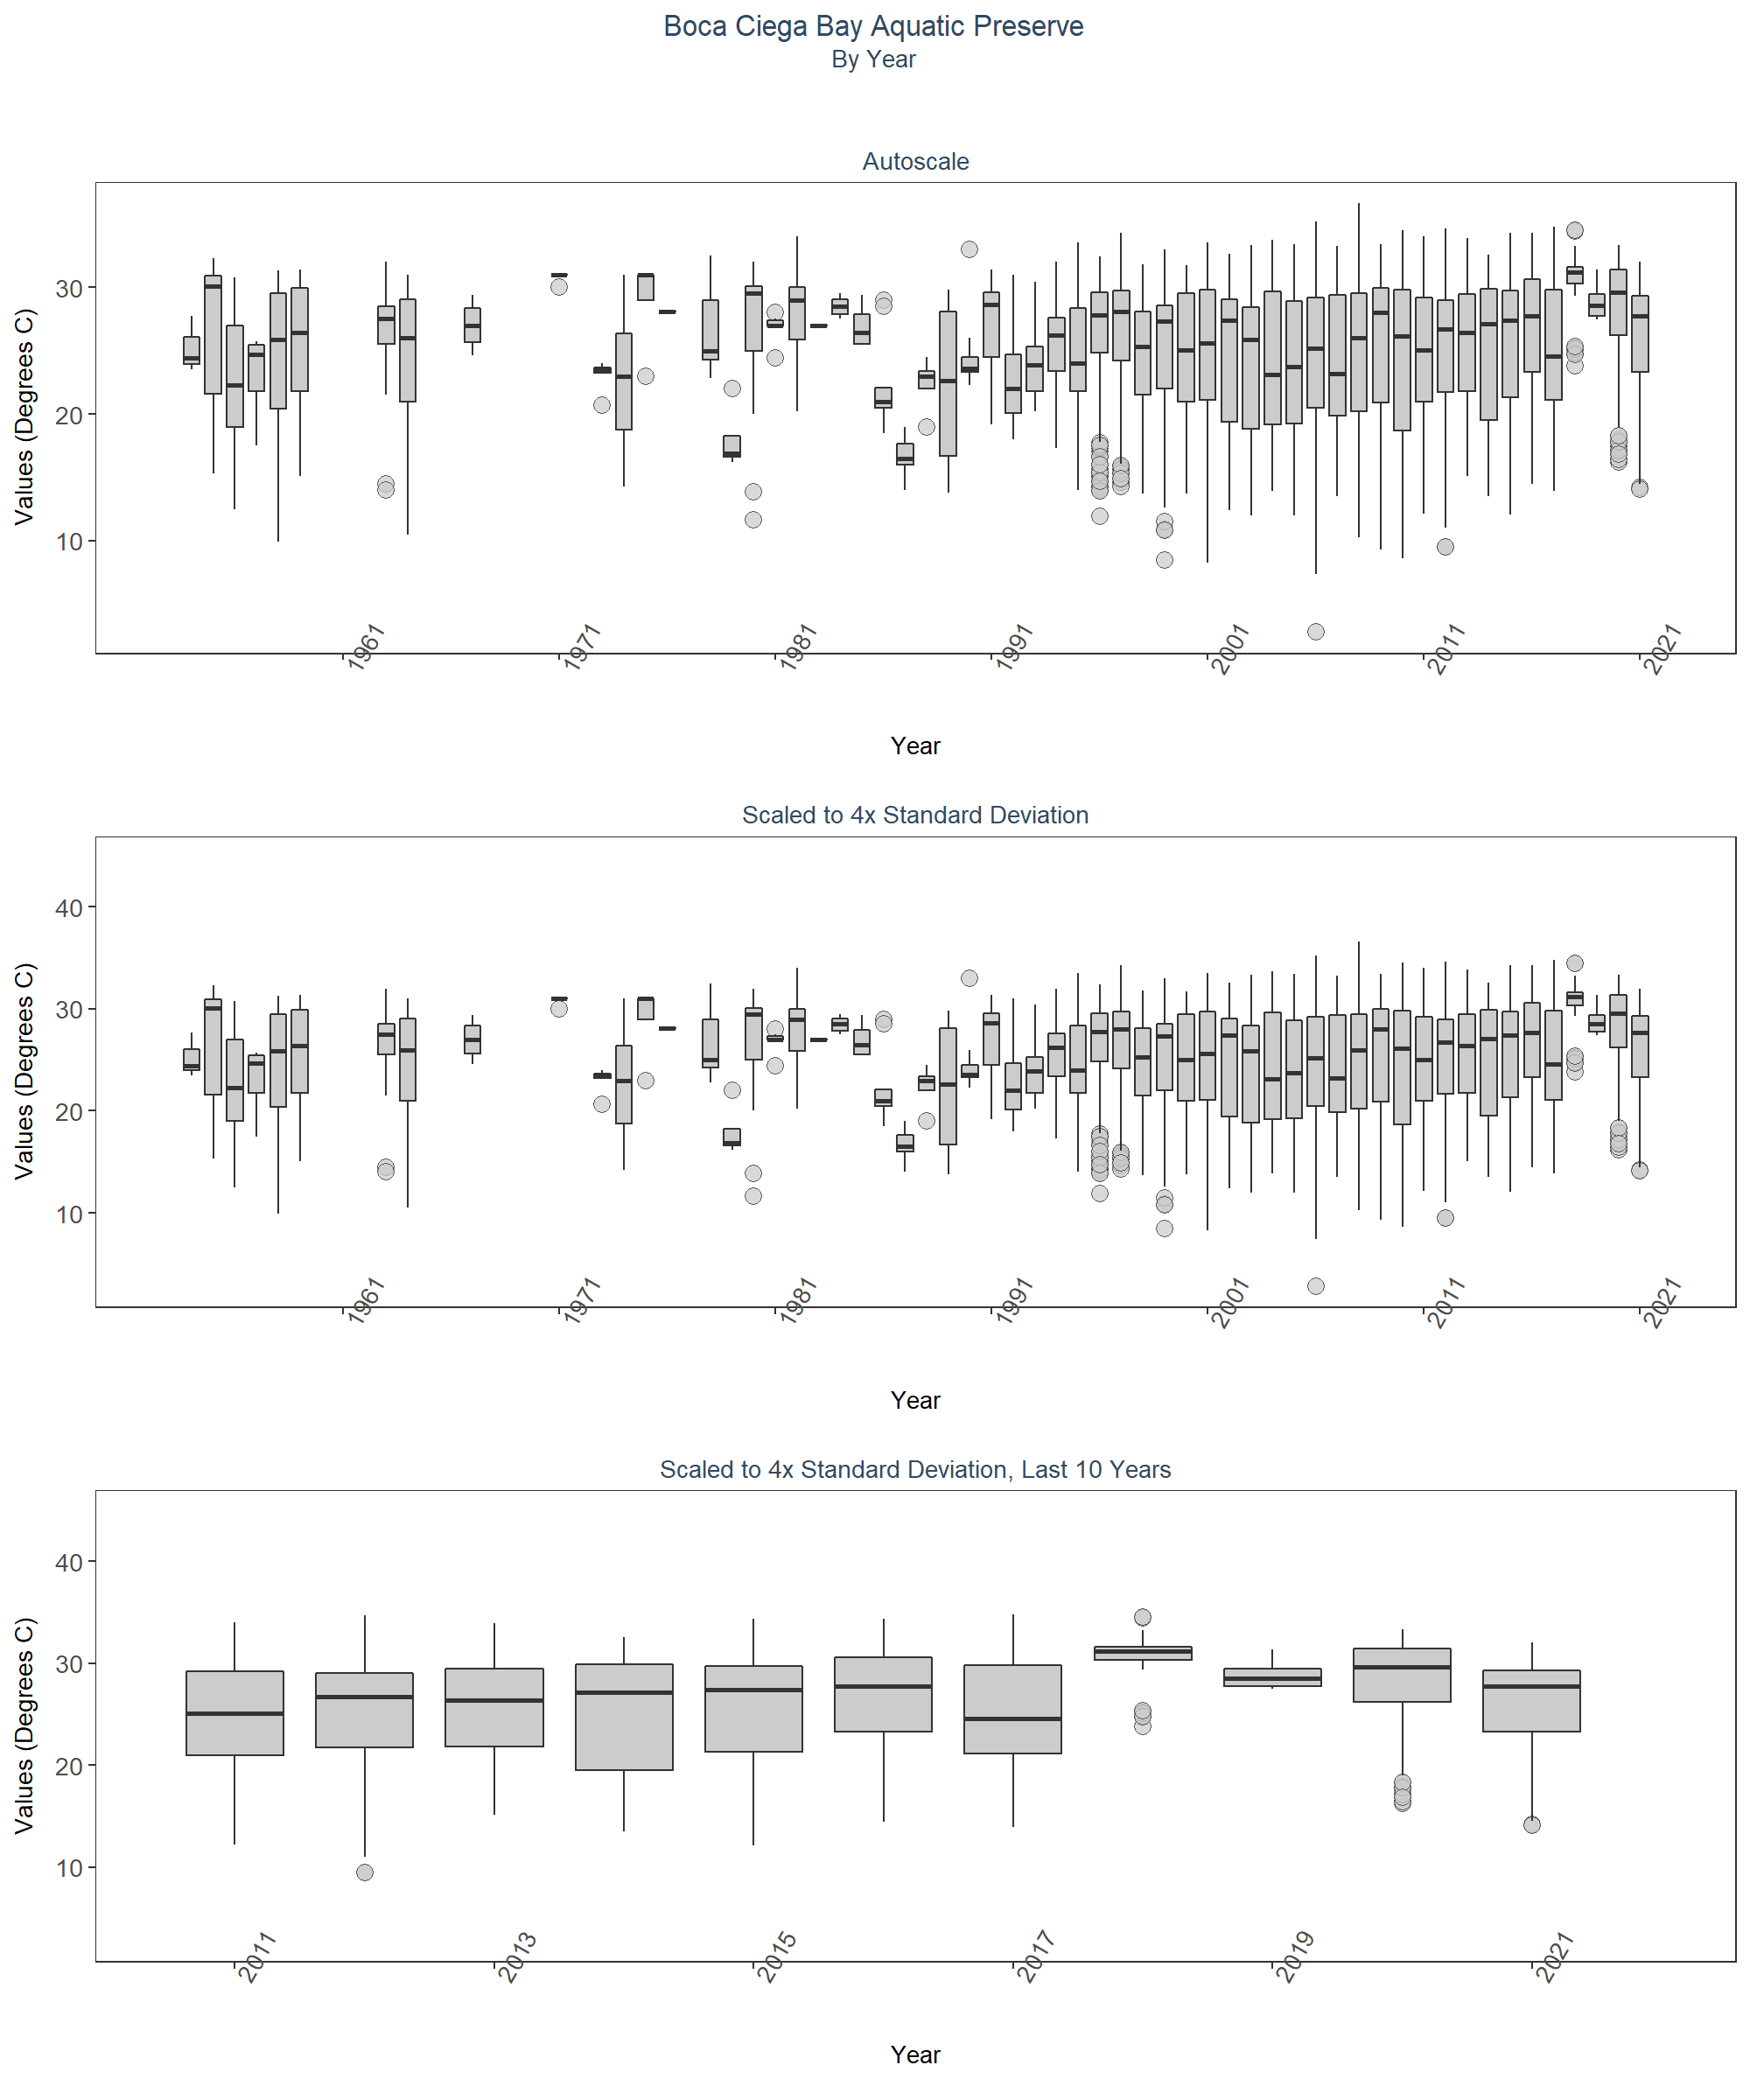 Boca Ciega Bay Aquatic Preserve
By Year
Autoscale
Values (Degrees C)
30
20
10
1961
1971
1981
1991
2001
2011
2021
Year
Scaled to 4x Standard Deviation
Values (Degrees C)
40
30
20
10
1961
1971
1981
1991
2001
2011
2021
Year
Scaled to 4x Standard Deviation, Last 10 Years
Values (Degrees C)
40
30
20
10
2011
2013
2015
2017
2019
2021
Year